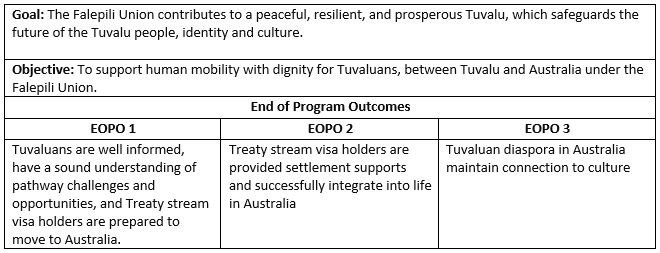 Goal: The Falepili Union contributes to a peaceful, resilient, and prosperous Tuvalu, which safeguards the
future of the Tuvalu people, identity and culture.
Objective: To support human mobility with dignity for Tuvaluans, between Tuvalu and Australia under the
Falepili Union.
End of Program Outcomes
EOPO 1
EOPO 2
EOPO 3
Tuvaluans are well informed,
have a sound understanding of
pathway challenges and
opportunities, and Treaty stream
visa holders are prepared to
move to Australia.
Treaty stream visa holders are
provided settlement supports
and successfully integrate into life
in Australia
Tuvaluan diaspora in Australia
maintain connection to culture